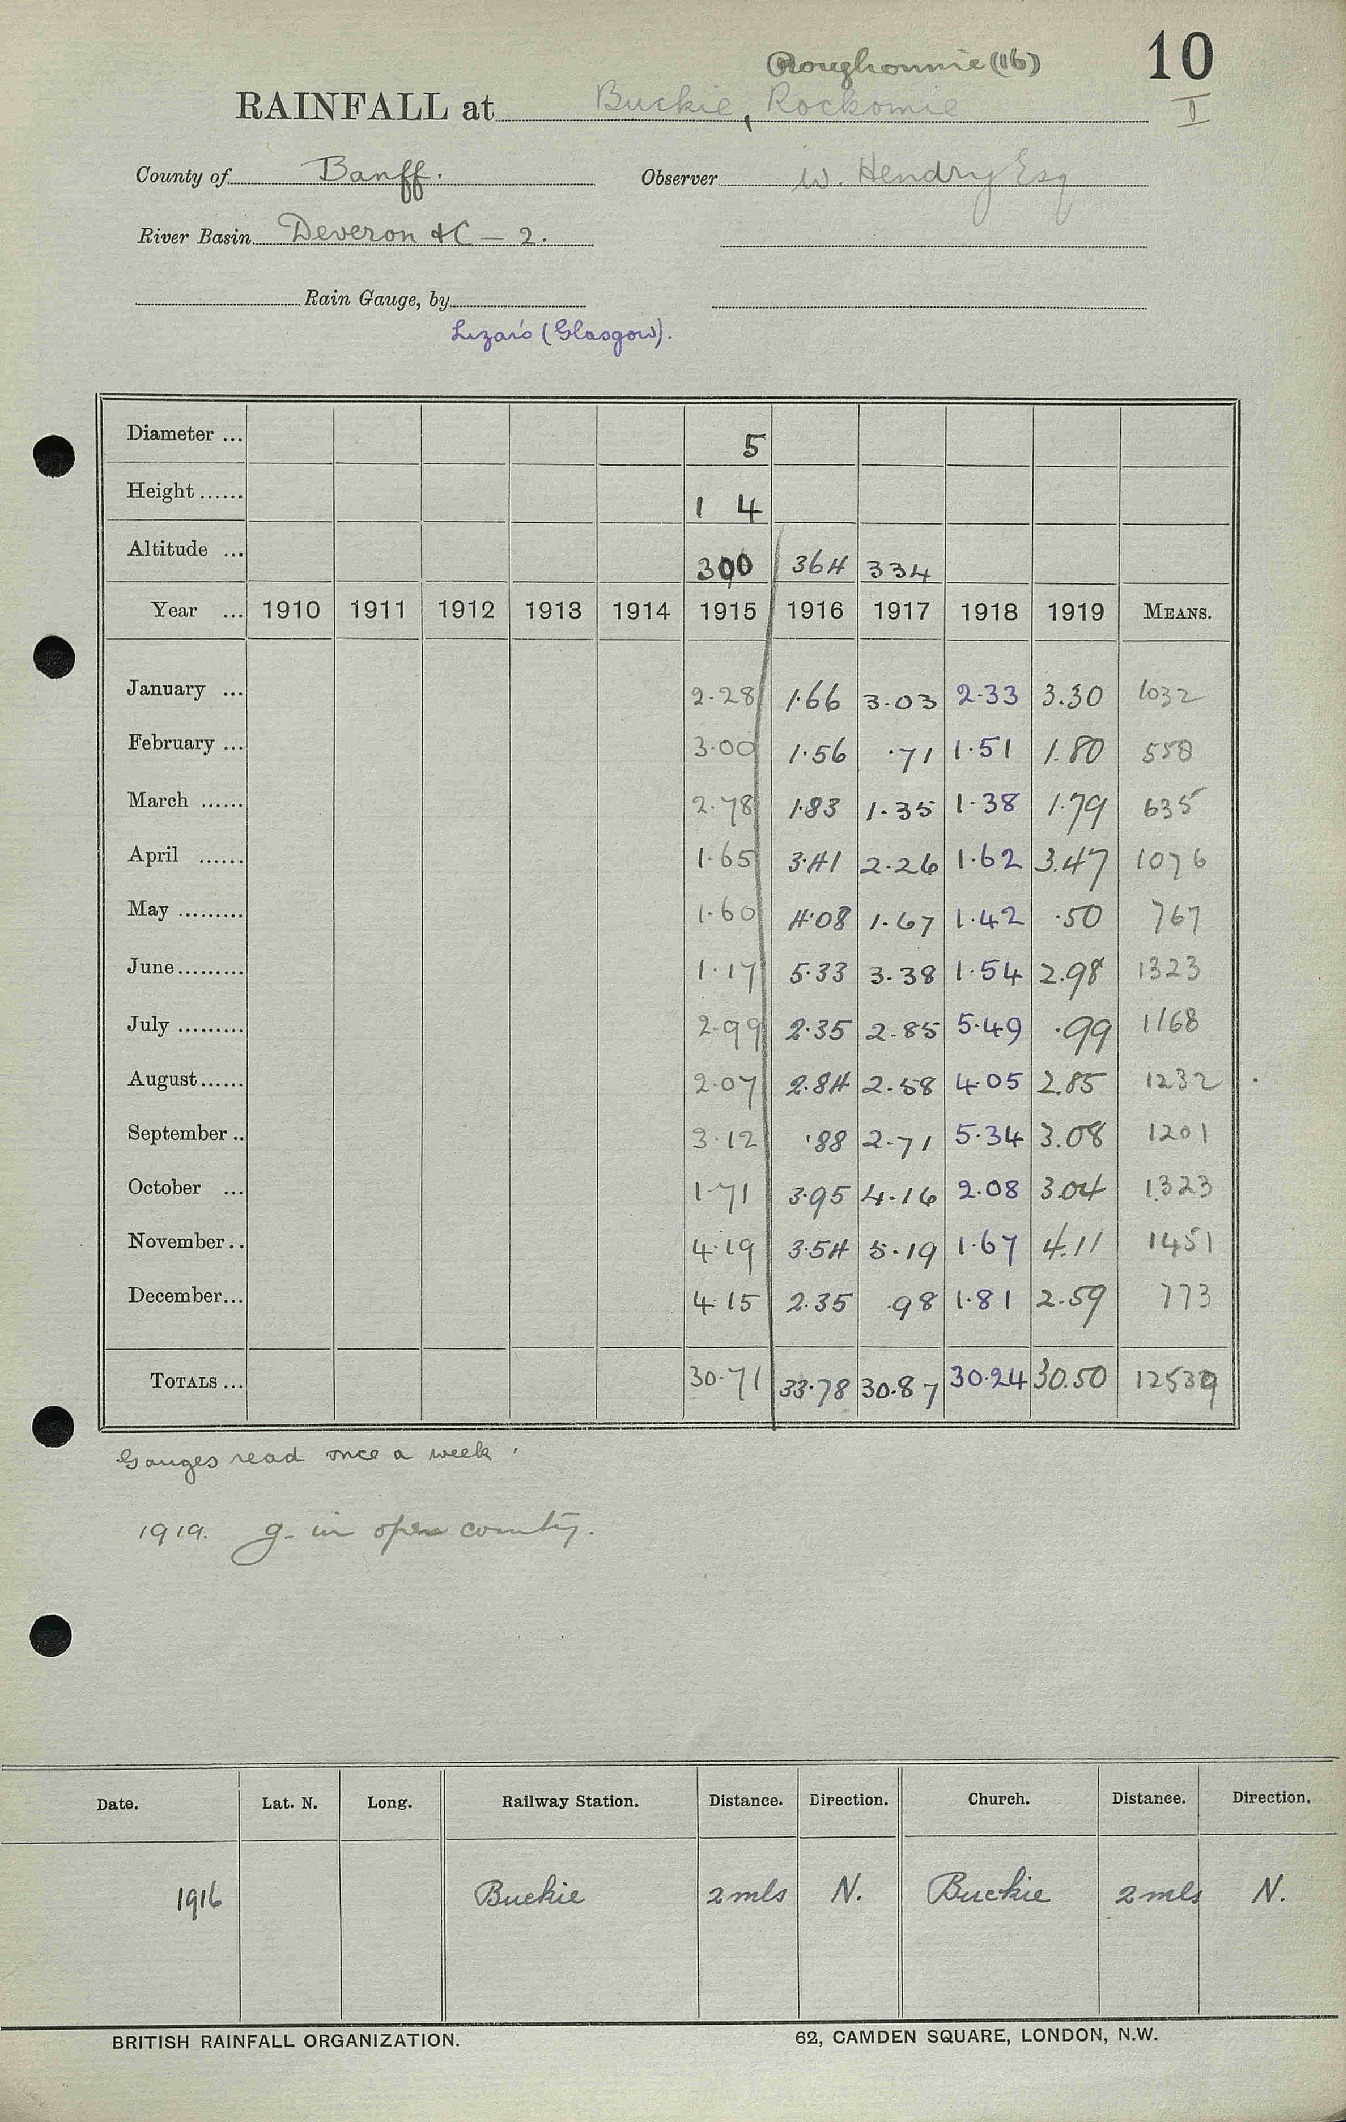 10
Roughonnie (16)
RAINFALL at Buckie, Rockomie I
County of Banff. Observer W. Hendry Esq
River Basin Deveron &C - 2.
Rain Gauge, by
(Glasgow).
Diameter ... 5
Height...... 1 4
Altitude ... 300 364 334
Year ... 1910 1911 1912 1913 1914 1915 1916 1917 1918 1919 MEANS.
January ... 2.28 1.66 3.03 2.33 3.30 1032
February ... 3.00 1.56 .71 1.51 1.80 558
March ...... 2.78 1.83 1.35 1.38 1.79 635
April ...... 1.65 3.41 2.26 1.62 3.47 1076
May ......... 1.60 4.08 1.67 1.42 .50 767
June......... 1.17 5.33 3.38 1.54 2.98 1323
July ......... 2.99 2.35 2.85 5.49 .99 1168
August...... 2.07 2.84 2.58 4.05 2.85 1232
September .. 3.12 .88 2.71 5.34 3.08 1201
October ... 1.71 3.95 4.16 2.08 3.04 1323
November.. 4.19 3.54 5.19 1.67 4.11 1451
December... 4.15 2.35 .98 1.81 2.59 773
TOTALS ... 30.71 33.78 30.87 30.24 30.50 12539
Gauges read once a week.
1919. g. in open county.
Date. Lat. N. Long. Railway Station. Distance. Direction. Church. Distance. Direction.
1916 Buckie 2 mls N. Buckie 2 mls N.
BRITISH RAINFALL ORGANIZATION. 62, CAMDEN SQUARE, LONDON, N.W.